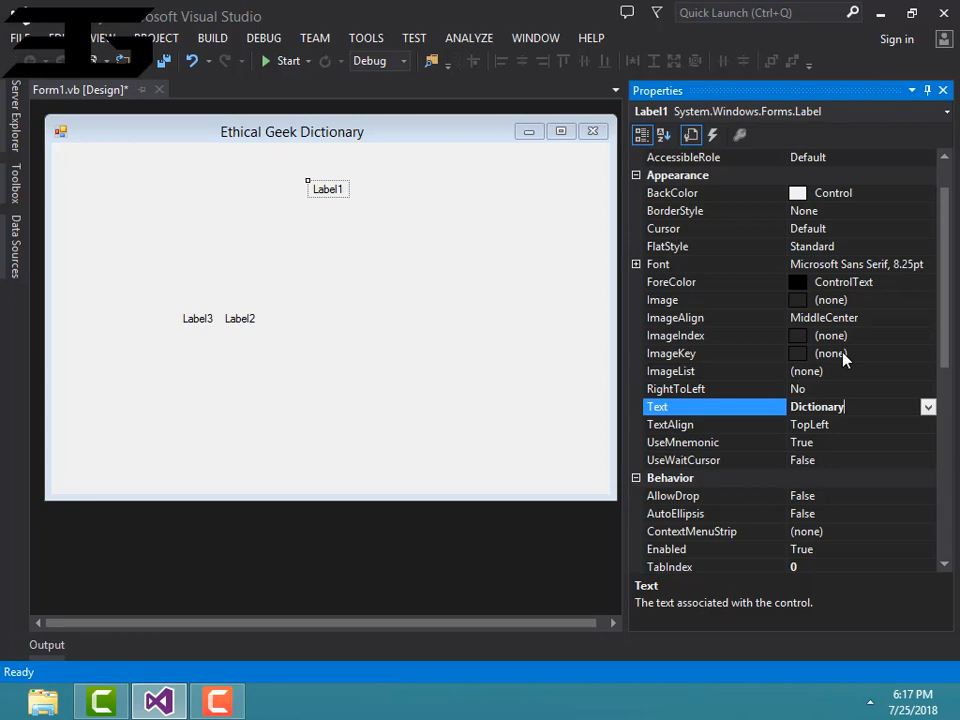 osoft Visual Studio
Quick Launch (Ctrl+Q)
FILE VIEW PROJECT BUILD DEBUG TEAM TOOLS TEST ANALYZE WINDOW HELP
Sign in
Start Debug
Form1.vb [Design]*
Server Explorer
Toolbox
Data Sources
Ethical Geek Dictionary
Label1
Label3 Label2
Properties
Label1 System.Windows.Forms.Label
AccessibleRole Default
Appearance
BackColor Control
BorderStyle None
Cursor Default
FlatStyle Standard
Font Microsoft Sans Serif, 8.25pt
ForeColor ControlText
Image (none)
ImageAlign MiddleCenter
ImageIndex (none)
ImageKey (none)
ImageList (none)
RightToLeft No
Text Dictionary
TextAlign TopLeft
UseMnemonic True
UseWaitCursor False
Behavior
AllowDrop False
AutoEllipsis False
ContextMenuStrip (none)
Enabled True
TabIndex 0
Text
The text associated with the control.
Output
Ready
6:17 PM
7/25/2018